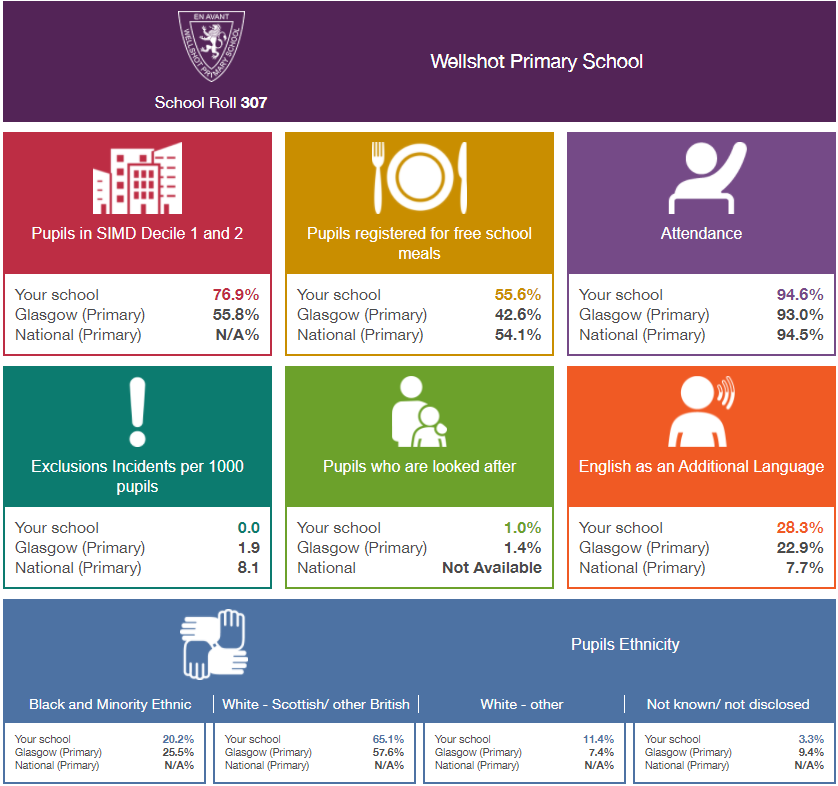 EN AVANT
WELLSHOT PRIMARY SCHOOL
Wellshot Primary School
School Roll 307
Pupils in SIMD Decile 1 and 2
Your school 76.9%
Glasgow (Primary) 55.8%
National (Primary) N/A%
Pupils registered for free school
meals
Your school 55.6%
Glasgow (Primary) 42.6%
National (Primary) 54.1%
Attendance
Your school 94.6%
Glasgow (Primary) 93.0%
National (Primary) 94.5%
Exclusions Incidents per 1000
pupils
Your school 0.0
Glasgow (Primary) 1.9
National (Primary) 8.1
Pupils who are looked after
Your school 1.0%
Glasgow (Primary) 1.4%
National Not Available
English as an Additional Language
Your school 28.3%
Glasgow (Primary) 22.9%
National (Primary) 7.7%
Pupils Ethnicity
Black and Minority Ethnic
Your school 20.2%
Glasgow (Primary) 25.5%
National (Primary) N/A%
White - Scottish/ other British
Your school 65.1%
Glasgow (Primary) 57.6%
National (Primary) N/A%
White - other
Your school 11.4%
Glasgow (Primary) 7.4%
National (Primary) N/A%
Not known/ not disclosed
Your school 3.3%
Glasgow (Primary) 9.4%
National (Primary) N/A%